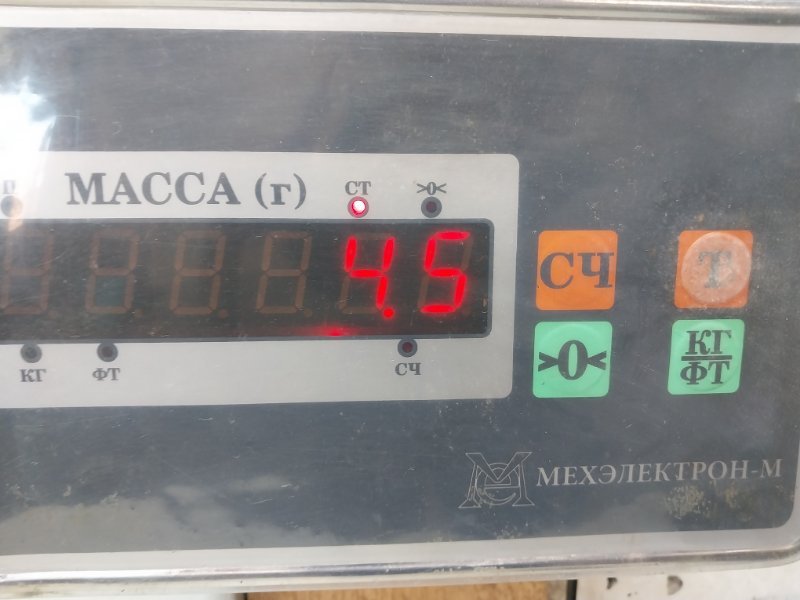 МАССА (г) СТ >0<
4.5
КГ ФТ СЧ
СЧ Т
>0< КГ
ФТ
МЕХЭЛЕКТРОН-М